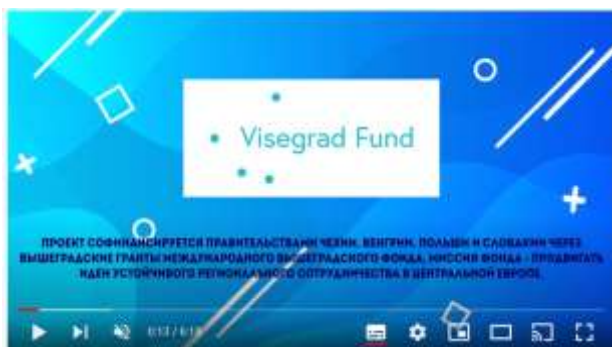 Visegrad Fund
ПРОЕКТ СОФИНАНСИРУЕТСЯ ПРАВИТЕЛЬСТВАМИ ЧЕХИИ, ВЕНГРИИ, ПОЛЬШИ И СЛОВАКИИ ЧЕРЕЗ
ВЫШЕГРАДСКИЕ ГРАНТЫ МЕЖДУНАРОДНОГО ВЫШЕГРАДСКОГО ФОНДА. МИССИЯ ФОНДА - ПРОДВИГАТЬ
ИДЕИ УСТОЙЧИВОГО РЕГИОНАЛЬНОГО СОТРУДНИЧЕСТВА В ЦЕНТРАЛЬНОЙ ЕВРОПЕ.